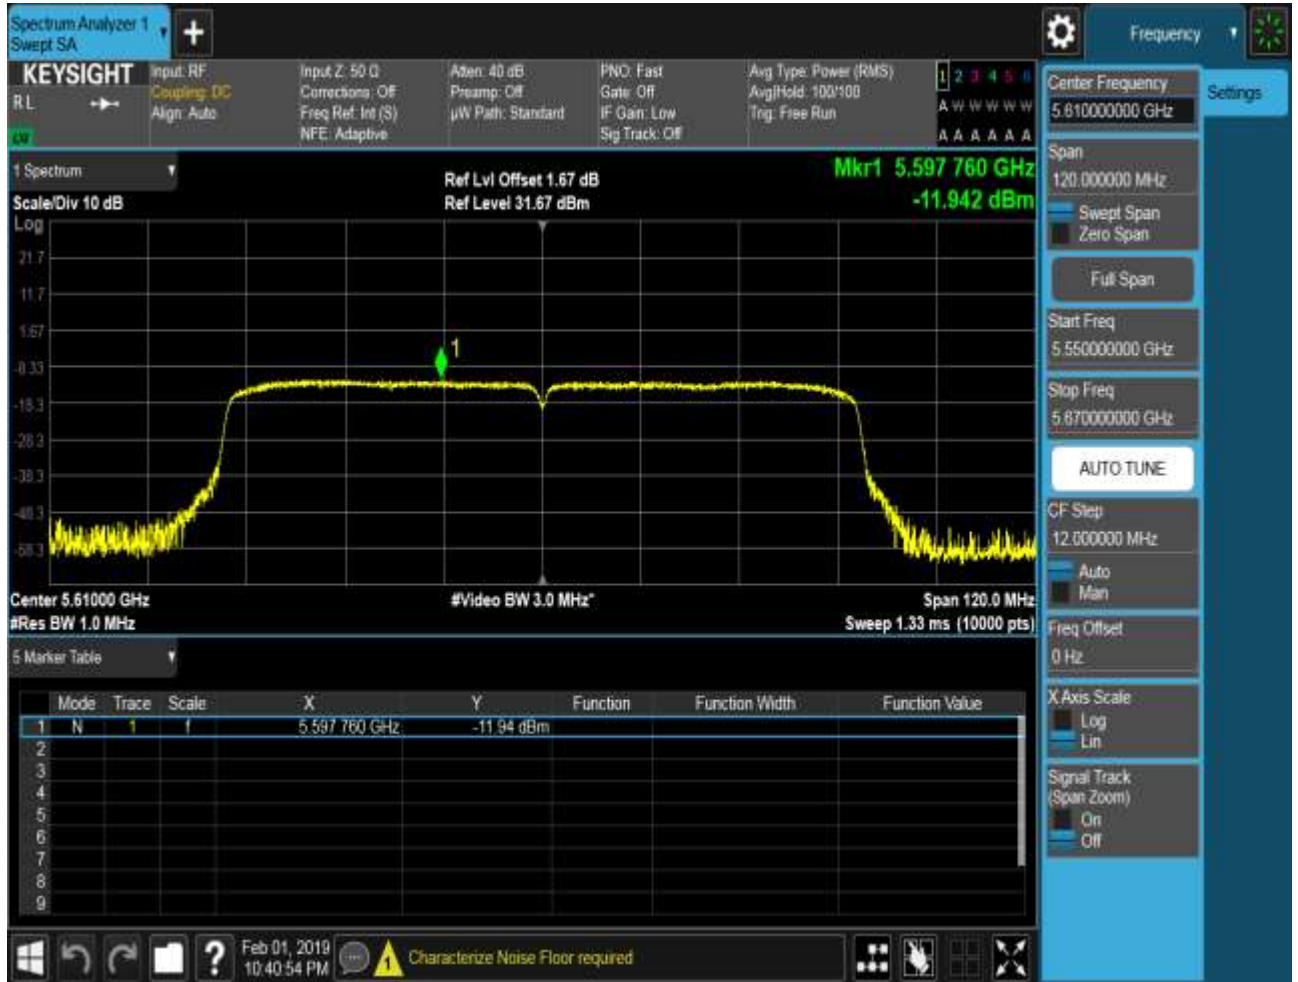 Spectrum Analyzer 1
Swept SA
Frequency
KEYSIGHT
R L
Input: RF
Coupling: DC
Align: Auto
Input Z: 50 Ω
Corrections: Off
Freq Ref: Int (S)
NFE: Adaptive
Atten: 40 dB
Preamp: Off
µW Path: Standard
PNO: Fast
Gate: Off
IF Gain: Low
Sig Track: Off
Avg Type: Power (RMS)
Avg|Hold: 100/100
Trig: Free Run
1 2 3 4 5 6
A W W W W W
A A A A A A
1 Spectrum
Scale/Div 10 dB
Ref Lvl Offset 1.67 dB
Ref Level 31.67 dBm
Mkr1 5.597 760 GHz
-11.942 dBm
Log
21.7
11.7
1.67
-8.33
-18.3
-28.3
-38.3
-48.3
-58.3
1
Center 5.61000 GHz
#Res BW 1.0 MHz
#Video BW 3.0 MHz*
Span 120.0 MHz
Sweep 1.33 ms (10000 pts)
5 Marker Table
Mode Trace Scale X Y Function Function Width Function Value
1 N 1 f 5.597 760 GHz -11.94 dBm
2
3
4
5
6
7
8
9
Feb 01, 2019
10:40:54 PM
1
Characterize Noise Floor required
Center Frequency
5.610000000 GHz
Settings
Span
120.000000 MHz
Swept Span
Zero Span
Full Span
Start Freq
5.550000000 GHz
Stop Freq
5.670000000 GHz
AUTO TUNE
CF Step
12.000000 MHz
Auto
Man
Freq Offset
0 Hz
X Axis Scale
Log
Lin
Signal Track
(Span Zoom)
On
Off